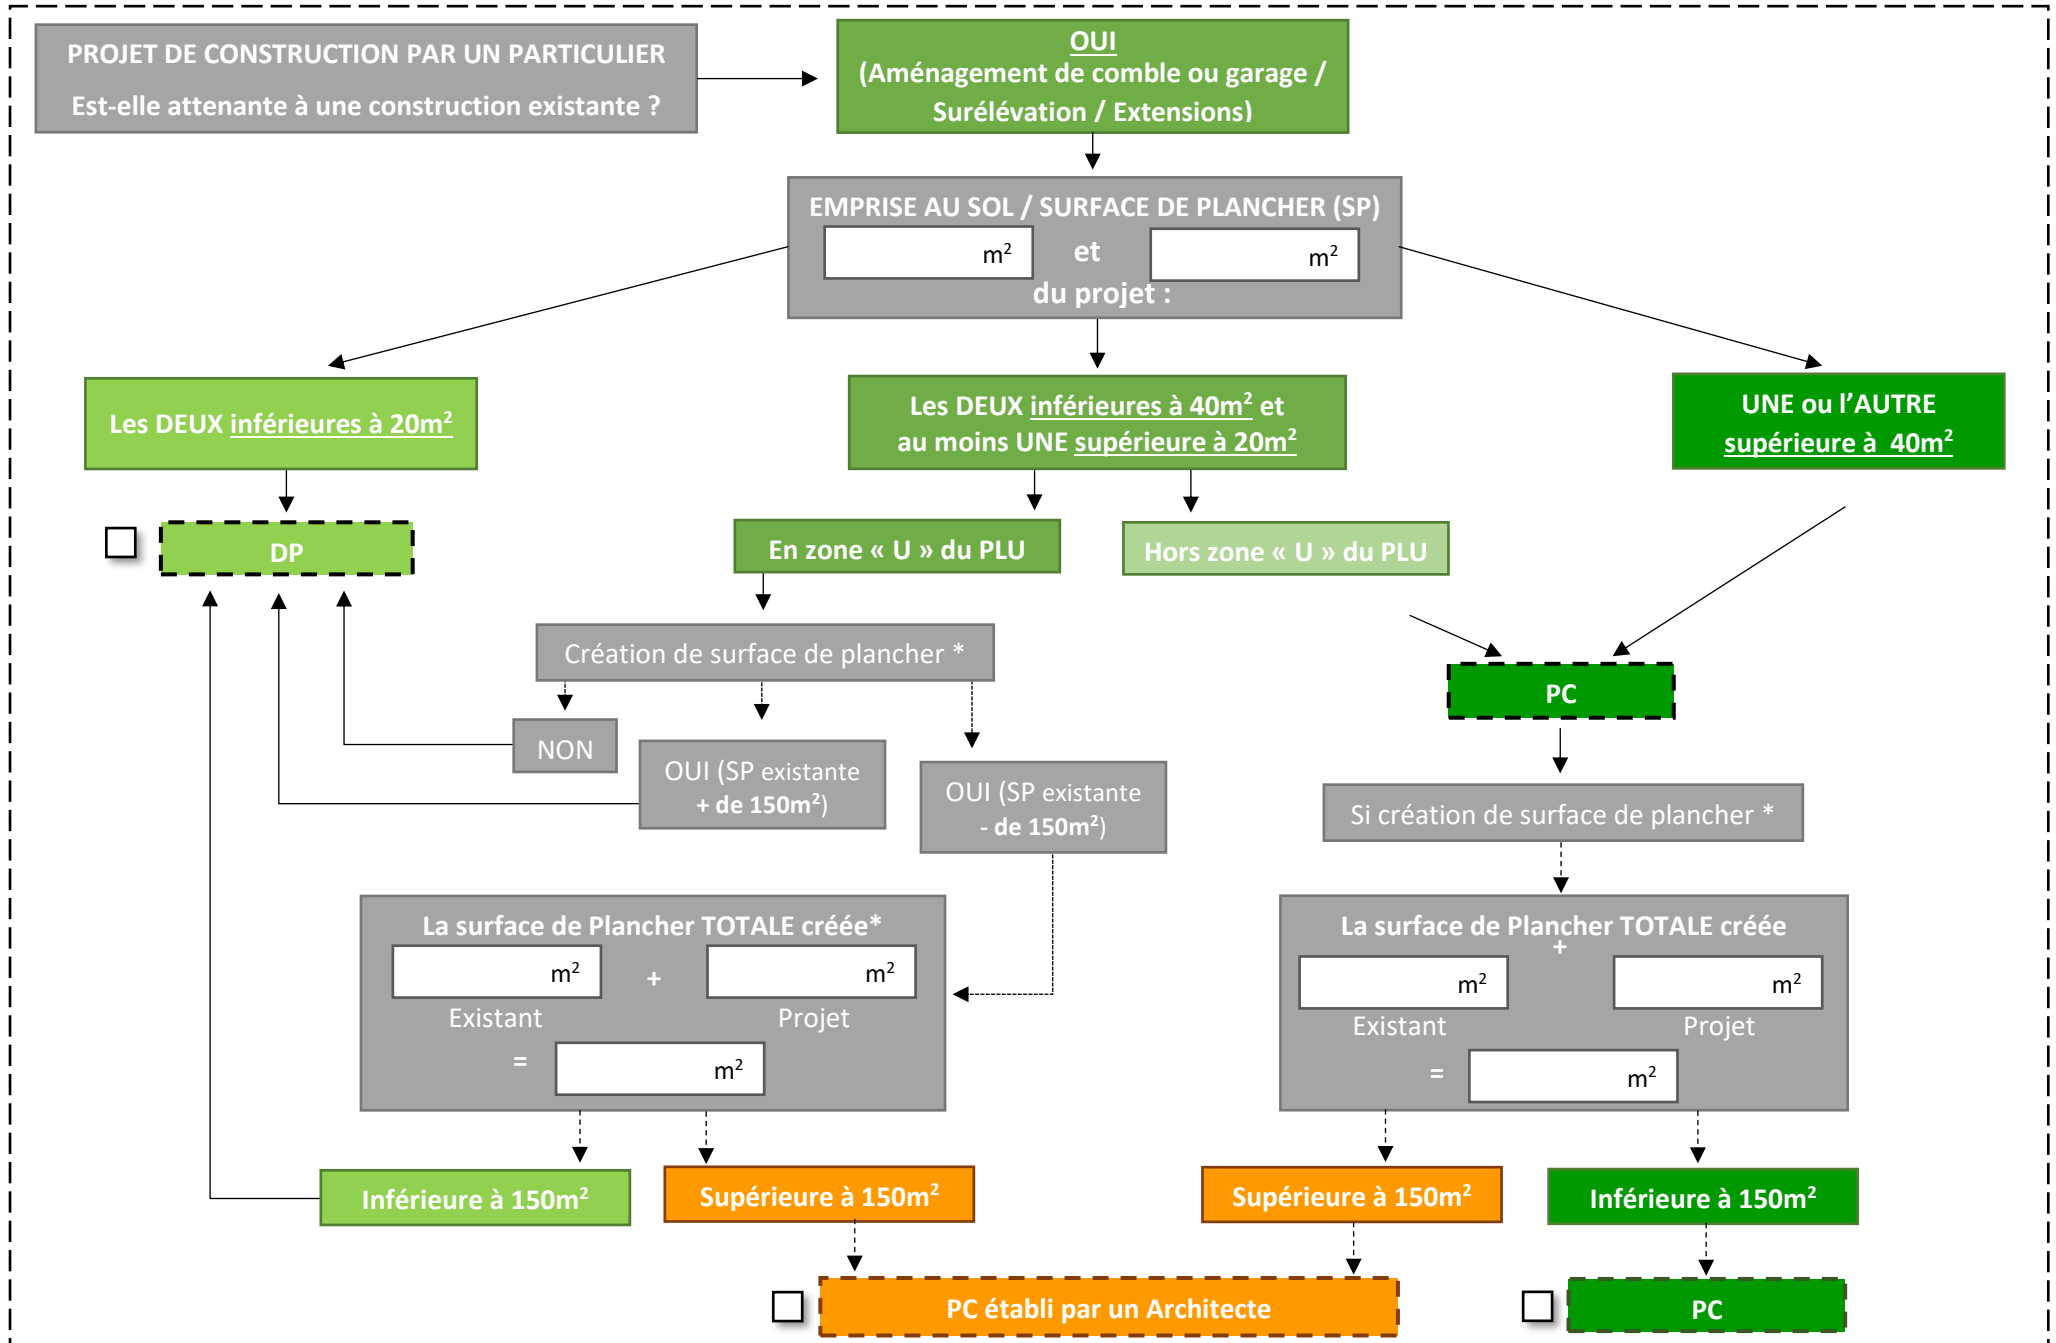 PROJET DE CONSTRUCTION PAR UN PARTICULIER
Est-elle attenante à une construction existante ?
OUI
(Aménagement de comble ou garage /
Surélévation / Extensions)
EMPRISE AU SOL / SURFACE DE PLANCHER (SP)
m² et m²
du projet :
Les DEUX inférieures à 20m²
Les DEUX inférieures à 40m² et
au moins UNE supérieure à 20m²
UNE ou l’AUTRE
supérieure à 40m²
DP
En zone « U » du PLU
Hors zone « U » du PLU
Création de surface de plancher *
PC
NON
OUI (SP existante
+ de 150m²)
OUI (SP existante
- de 150m²)
Si création de surface de plancher *
La surface de Plancher TOTALE créée*
m² + m²
Existant Projet
= m²
La surface de Plancher TOTALE créée
+
m² m²
Existant Projet
= m²
Inférieure à 150m²
Supérieure à 150m²
Supérieure à 150m²
Inférieure à 150m²
PC établi par un Architecte
PC